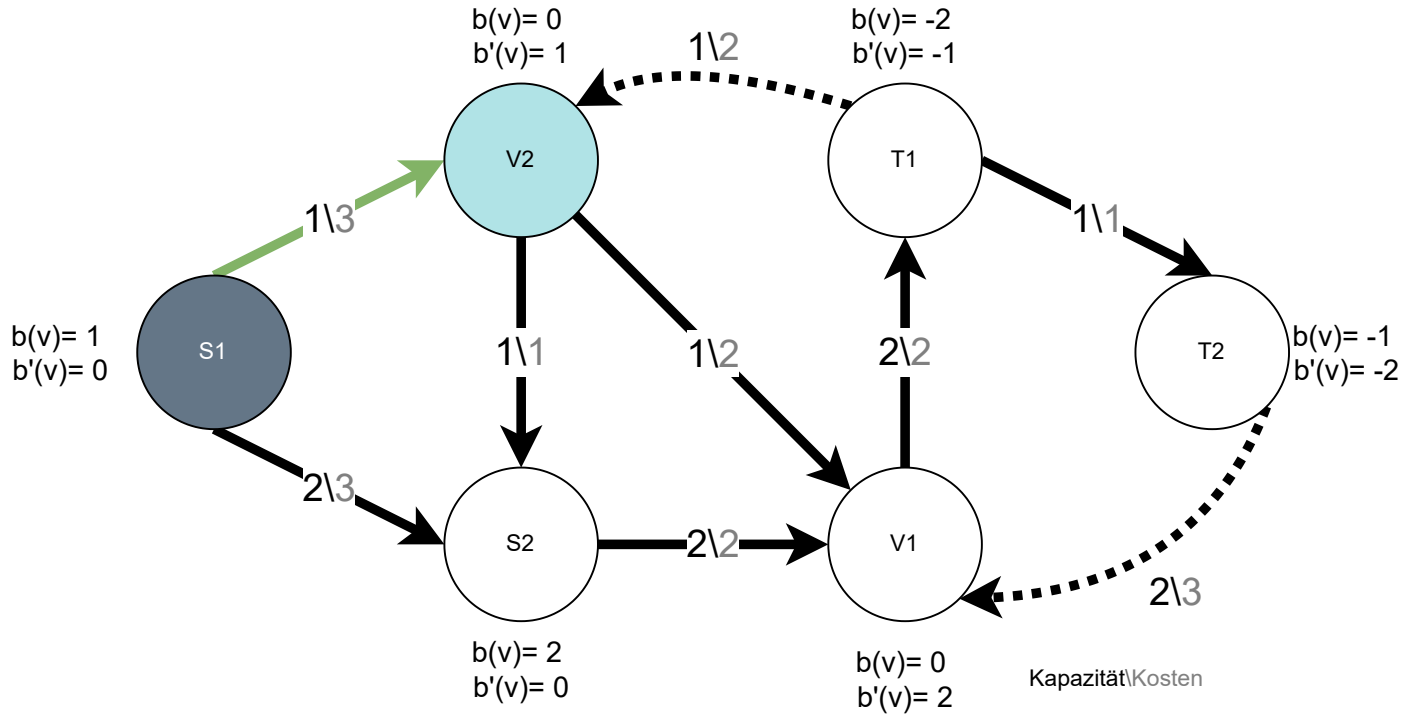 b(v)= 0
b'(v)= 1
b(v)= -2
b'(v)= -1
1\2
V2
T1
1\3
1\1
b(v)= 1
b'(v)= 0
S1
1\1
1\2
2\2
T2
b(v)= -1
b'(v)= -2
2\3
S2
2\2
V1
2\3
b(v)= 2
b'(v)= 0
b(v)= 0
b'(v)= 2
Kapazität\Kosten